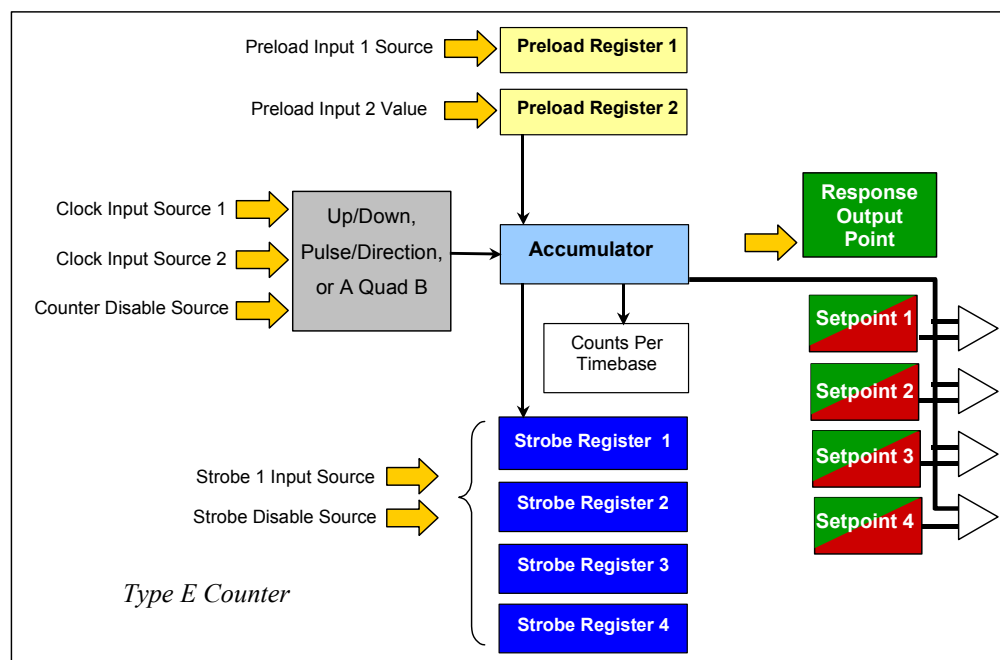 Preload Input 1 Source
Preload Register 1
Preload Input 2 Value
Preload Register 2
Clock Input Source 1
Clock Input Source 2
Counter Disable Source
Up/Down,
Pulse/Direction,
or A Quad B
Accumulator
Response
Output
Point
Counts Per
Timebase
Setpoint 1
Setpoint 2
Setpoint 3
Setpoint 4
Strobe 1 Input Source
Strobe Disable Source
Strobe Register 1
Strobe Register 2
Strobe Register 3
Strobe Register 4
Type E Counter